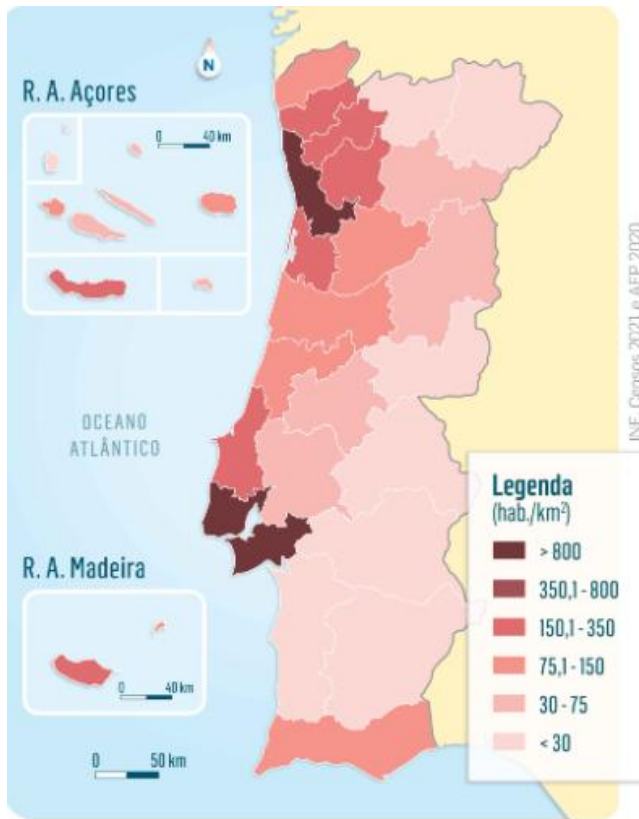 N
R. A. Açores
0 40 km
OCEANO
ATLÂNTICO
R. A. Madeira
0 40 km
0 50 km
Legenda
(hab./km²)
> 800
350,1 - 800
150,1 - 350
75,1 - 150
30 - 75
< 30
INE, Censos 2021 e AEP 2020